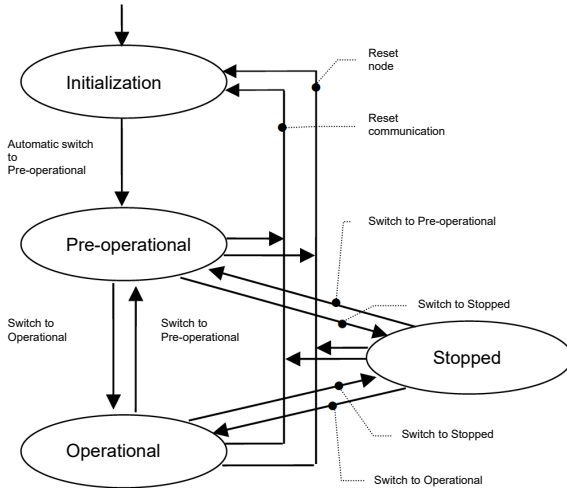 Reset
node
Initialization
Reset
communication
Automatic switch
to
Pre-operational
Switch to Pre-operational
Pre-operational
Switch to Stopped
Switch to
Operational
Switch to
Pre-operational
Stopped
Operational
Switch to Stopped
Switch to Operational